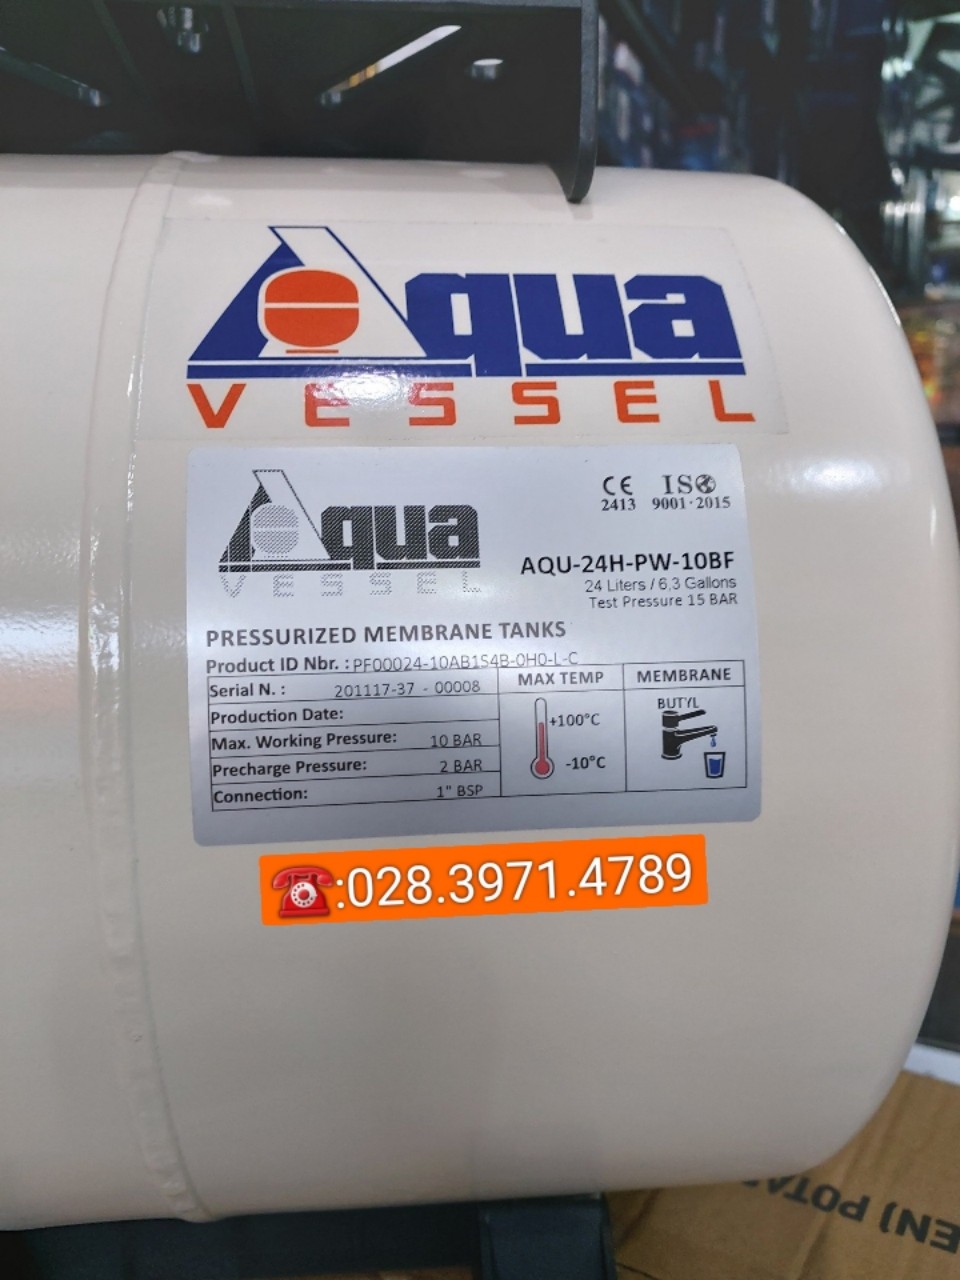 Aqua
VESSEL
Aqua
VESSEL
CE ISO
2413 9001:2015
AQU-24H-PW-10BF
24 Liters / 6,3 Gallons
Test Pressure 15 BAR
PRESSURIZED MEMBRANE TANKS
Product ID Nbr. : PF00024-10AB1S4B-0H0-L-C
Serial N. : 201117-37 - 00008
Production Date:
Max. Working Pressure: 10 BAR
Precharge Pressure: 2 BAR
Connection: 1" BSP
MAX TEMP
+100°C
-10°C
MEMBRANE
BUTYL
☎:028.3971.4789
EN) POTA